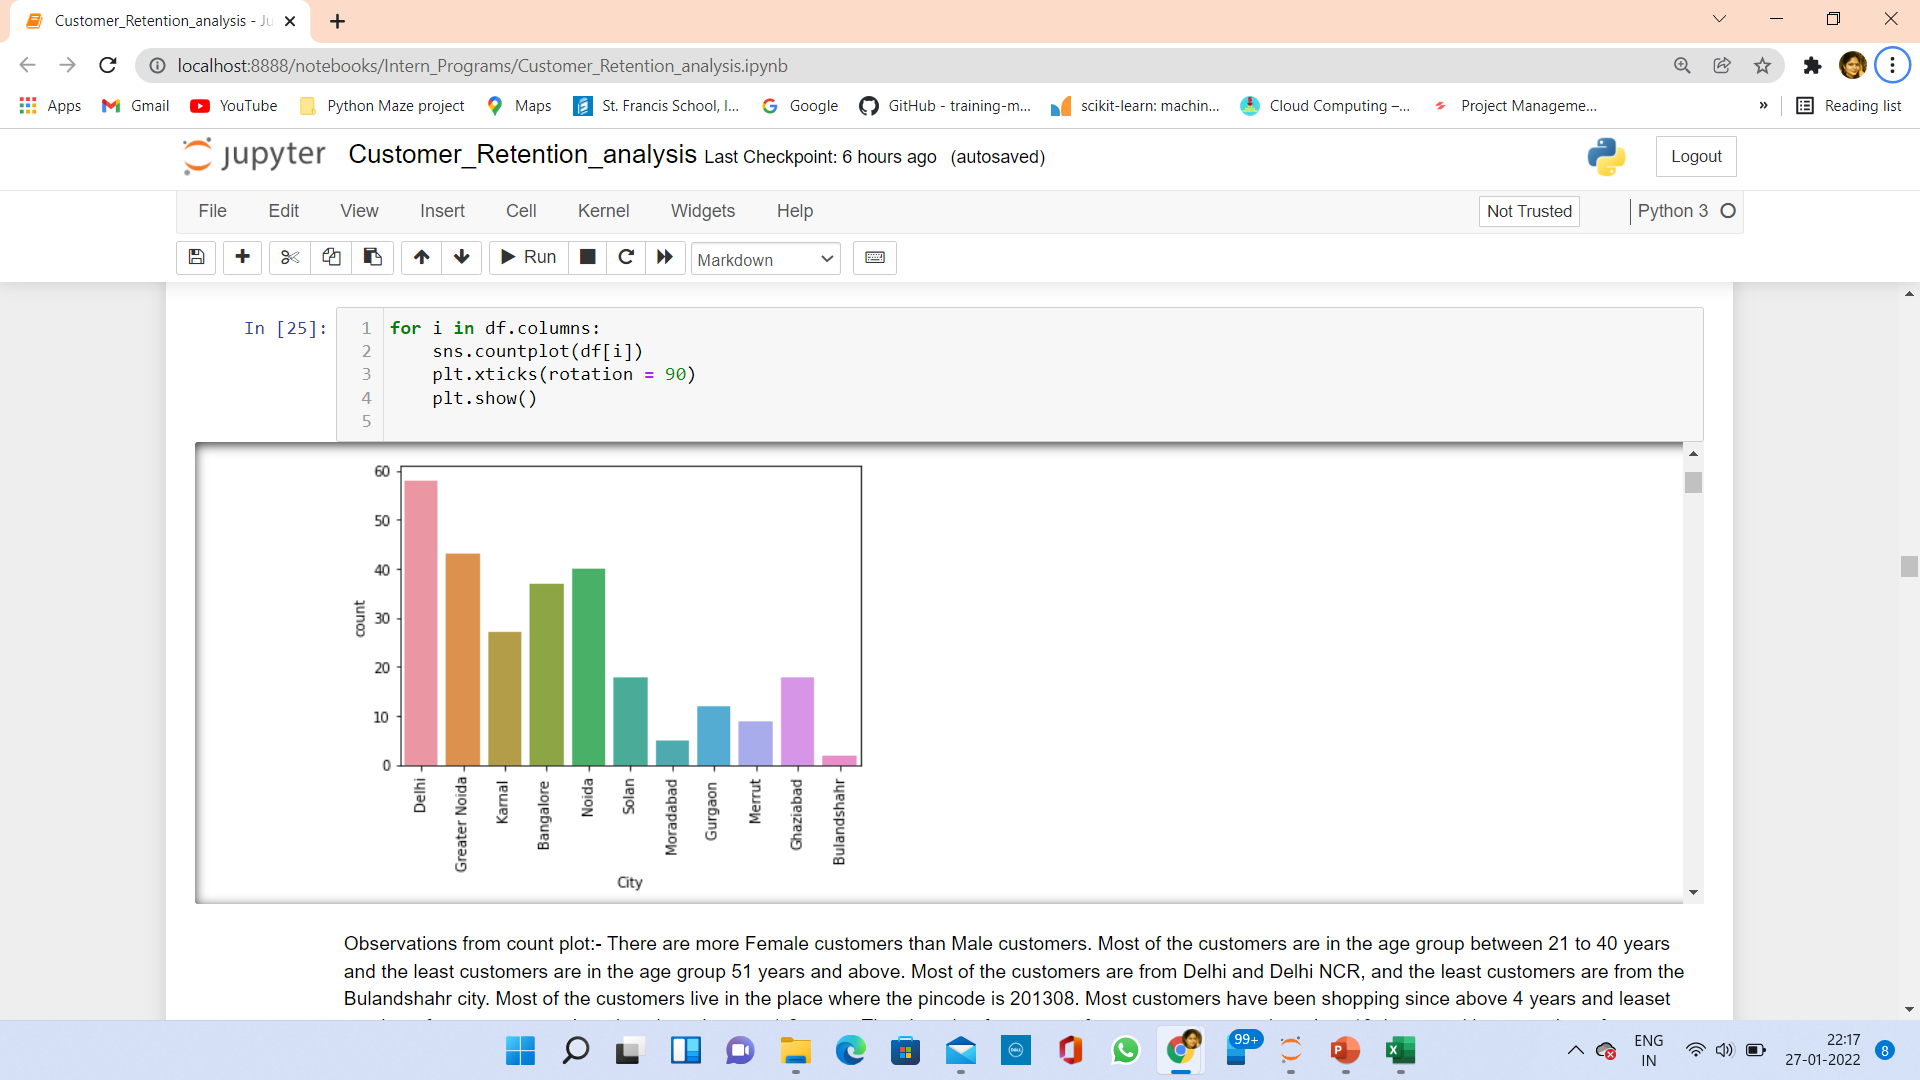 Customer_Retention_analysis - Ju
localhost:8888/notebooks/Intern_Programs/Customer_Retention_analysis.ipynb
Apps Gmail YouTube Python Maze project Maps St. Francis School, I... Google GitHub - training-m... scikit-learn: machin... Cloud Computing –... Project Manageme... » Reading list
jupyter Customer_Retention_analysis Last Checkpoint: 6 hours ago (autosaved) Logout
File Edit View Insert Cell Kernel Widgets Help Not Trusted Python 3
Run Markdown
In [25]: 1 for i in df.columns:
2 sns.countplot(df[i])
3 plt.xticks(rotation = 90)
4 plt.show()
5
60
50
40
30
20
10
0
count
Delhi Greater Noida Karnal Bangalore Noida Solan Moradabad Gurgaon Merrut Ghaziabad Bulandshahr
City
Observations from count plot:- There are more Female customers than Male customers. Most of the customers are in the age group between 21 to 40 years
and the least customers are in the age group 51 years and above. Most of the customers are from Delhi and Delhi NCR, and the least customers are from the
Bulandshahr city. Most of the customers live in the place where the pincode is 201308. Most customers have been shopping since above 4 years and leaset
99+
ENG
IN
22:17
27-01-2022
8